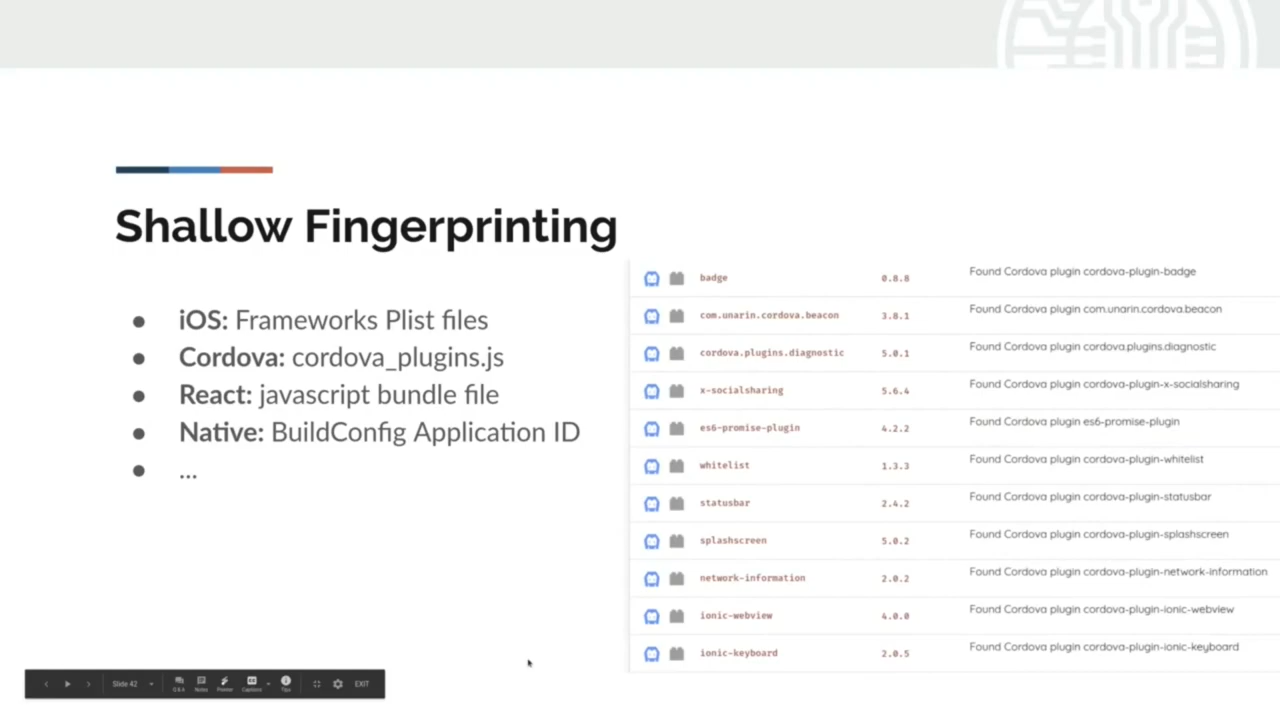 Shallow Fingerprinting
● iOS: Frameworks Plist files
● Cordova: cordova_plugins.js
● React: javascript bundle file
● Native: BuildConfig Application ID
● ...
badge 0.8.8 Found Cordova plugin cordova-plugin-badge
com.unarin.cordova.beacon 3.8.1 Found Cordova plugin com.unarin.cordova.beacon
cordova.plugins.diagnostic 5.0.1 Found Cordova plugin cordova.plugins.diagnostic
x-socialsharing 5.6.4 Found Cordova plugin cordova-plugin-x-socialsharing
es6-promise-plugin 4.2.2 Found Cordova plugin es6-promise-plugin
whitelist 1.3.3 Found Cordova plugin cordova-plugin-whitelist
statusbar 2.4.2 Found Cordova plugin cordova-plugin-statusbar
splashscreen 5.0.2 Found Cordova plugin cordova-plugin-splashscreen
network-information 2.0.2 Found Cordova plugin cordova-plugin-network-information
ionic-webview 4.0.0 Found Cordova plugin cordova-plugin-ionic-webview
ionic-keyboard 2.0.5 Found Cordova plugin cordova-plugin-ionic-keyboard
Slide 42 Q&A Notes Pointer Captions Tips EXIT